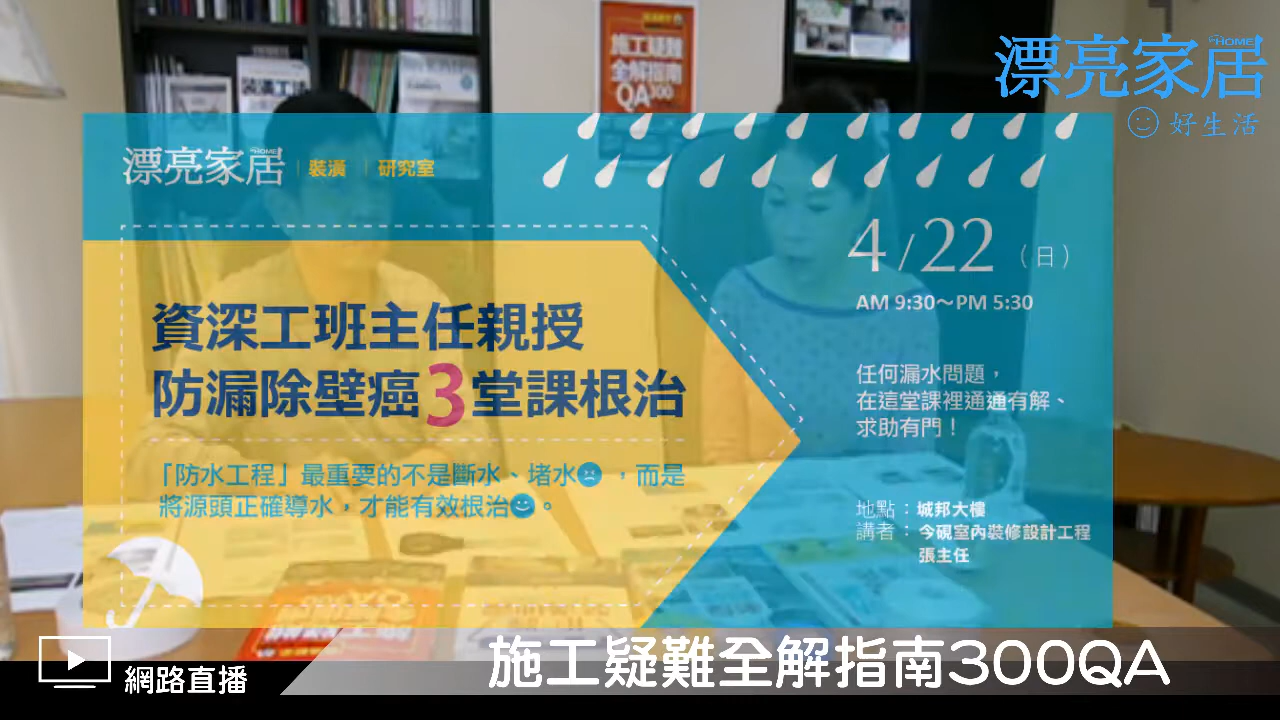 施工疑難
全解指南
QA300
漂亮家居
HOME
好生活
漂亮家居 HOME | 裝潢 | 研究室
4/22（日）
AM 9:30～PM 5:30
資深工班主任親授
防漏除壁癌3堂課根治
「防水工程」最重要的不是斷水、堵水，而是
將源頭正確導水，才能有效根治。
任何漏水問題，
在這堂課裡通通有解、
求助有門！
地點：城邦大樓
講者：今硯室內裝修設計工程
張主任
網路直播
施工疑難全解指南300QA